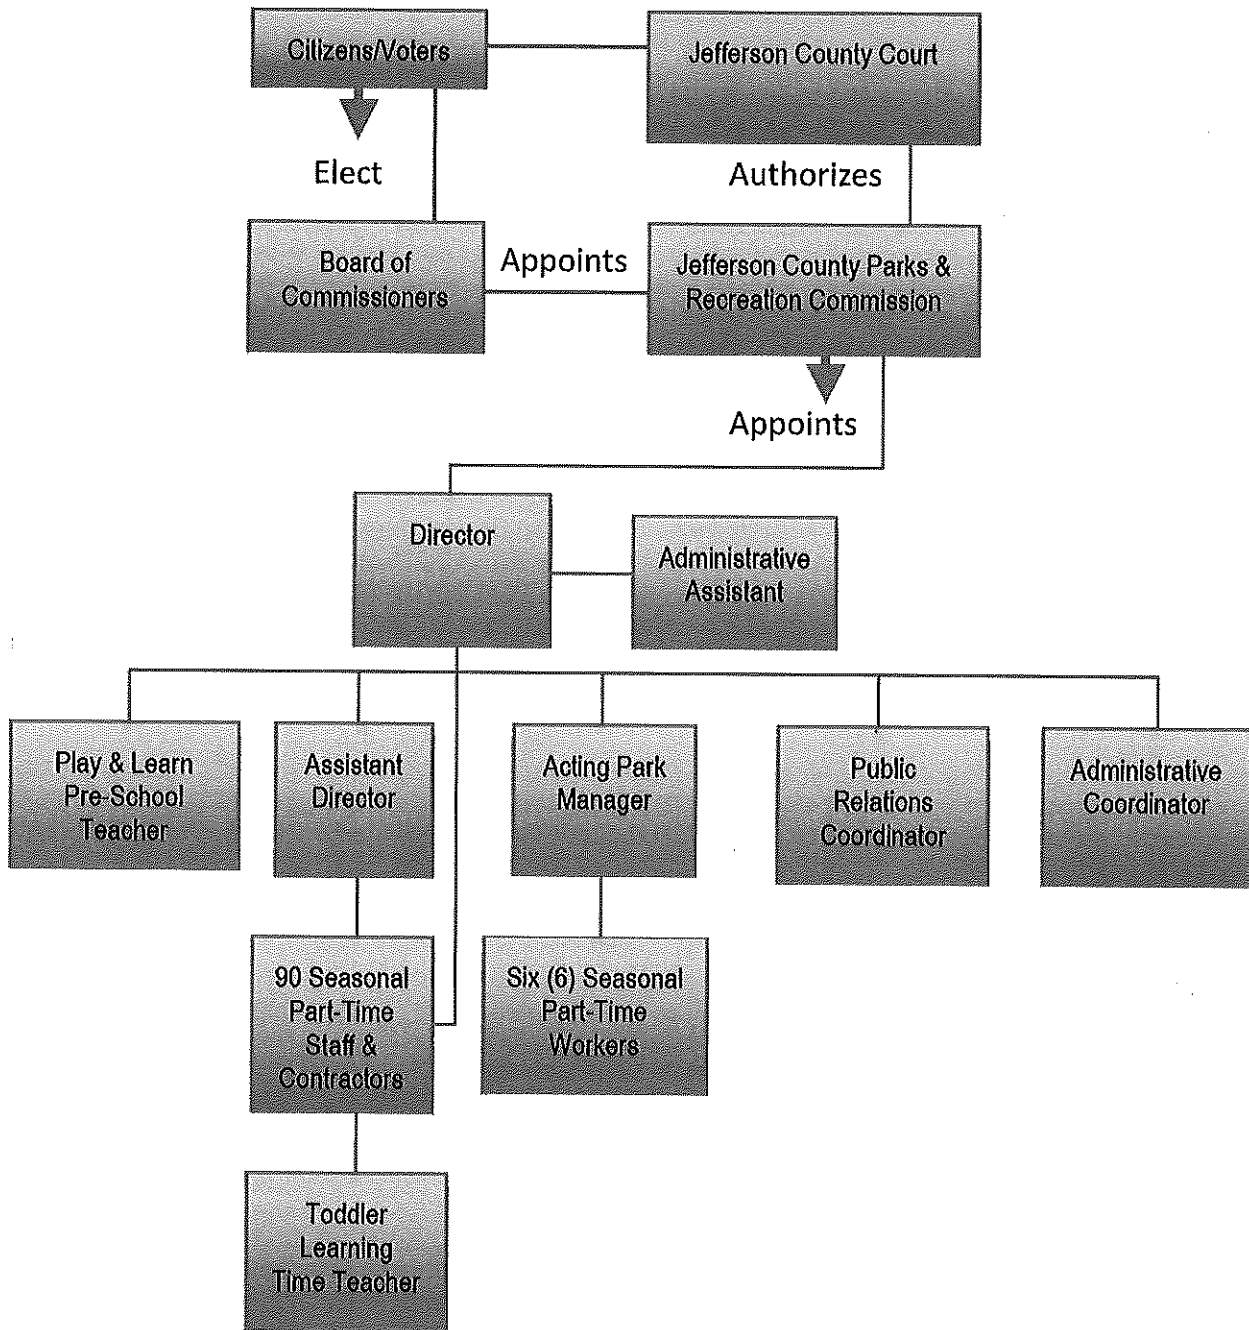 Citizens/Voters
Jefferson County Court
Elect
Authorizes
Board of
Commissioners
Appoints
Jefferson County Parks &
Recreation Commission
Appoints
Director
Administrative
Assistant
Play & Learn
Pre-School
Teacher
Assistant
Director
Acting Park
Manager
Public
Relations
Coordinator
Administrative
Coordinator
90 Seasonal
Part-Time
Staff &
Contractors
Six (6) Seasonal
Part-Time
Workers
Toddler
Learning
Time Teacher